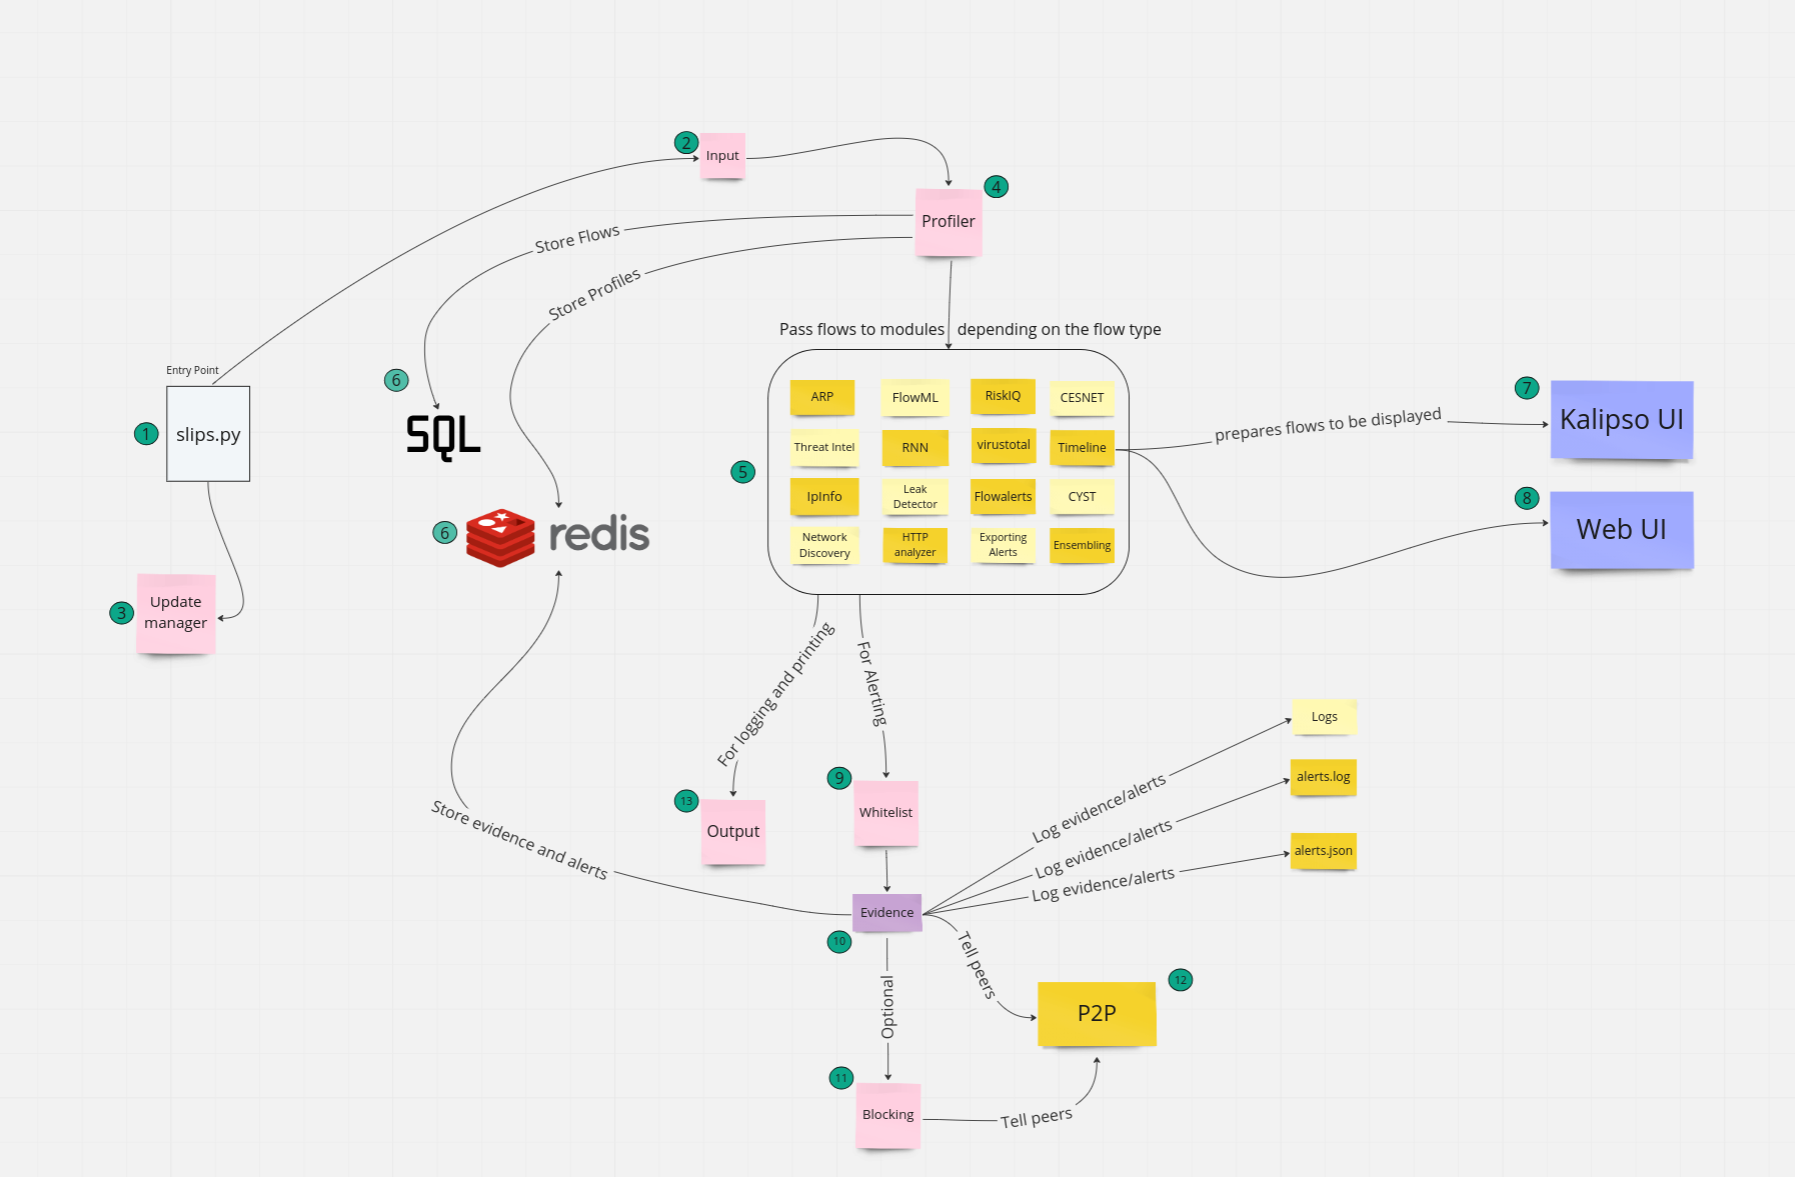 2
Input
4
Profiler
Store Flows
Store Profiles
Pass flows to modules depending on the flow type
Entry Point
1
slips.py
6
SQL
6
redis
3
Update
manager
5
ARP
FlowML
RiskIQ
CESNET
Threat Intel
RNN
virustotal
Timeline
IpInfo
Leak
Detector
Flowalerts
CYST
Network
Discovery
HTTP
analyzer
Exporting
Alerts
Ensembling
prepares flows to be displayed
7
Kalipso UI
8
Web UI
For logging and printing
For Alerting
13
Output
9
Whitelist
Store evidence and alerts
Evidence
10
Log evidence/alerts
Logs
Log evidence/alerts
alerts.log
Log evidence/alerts
alerts.json
Tell peers
12
P2P
Optional
11
Blocking
Tell peers